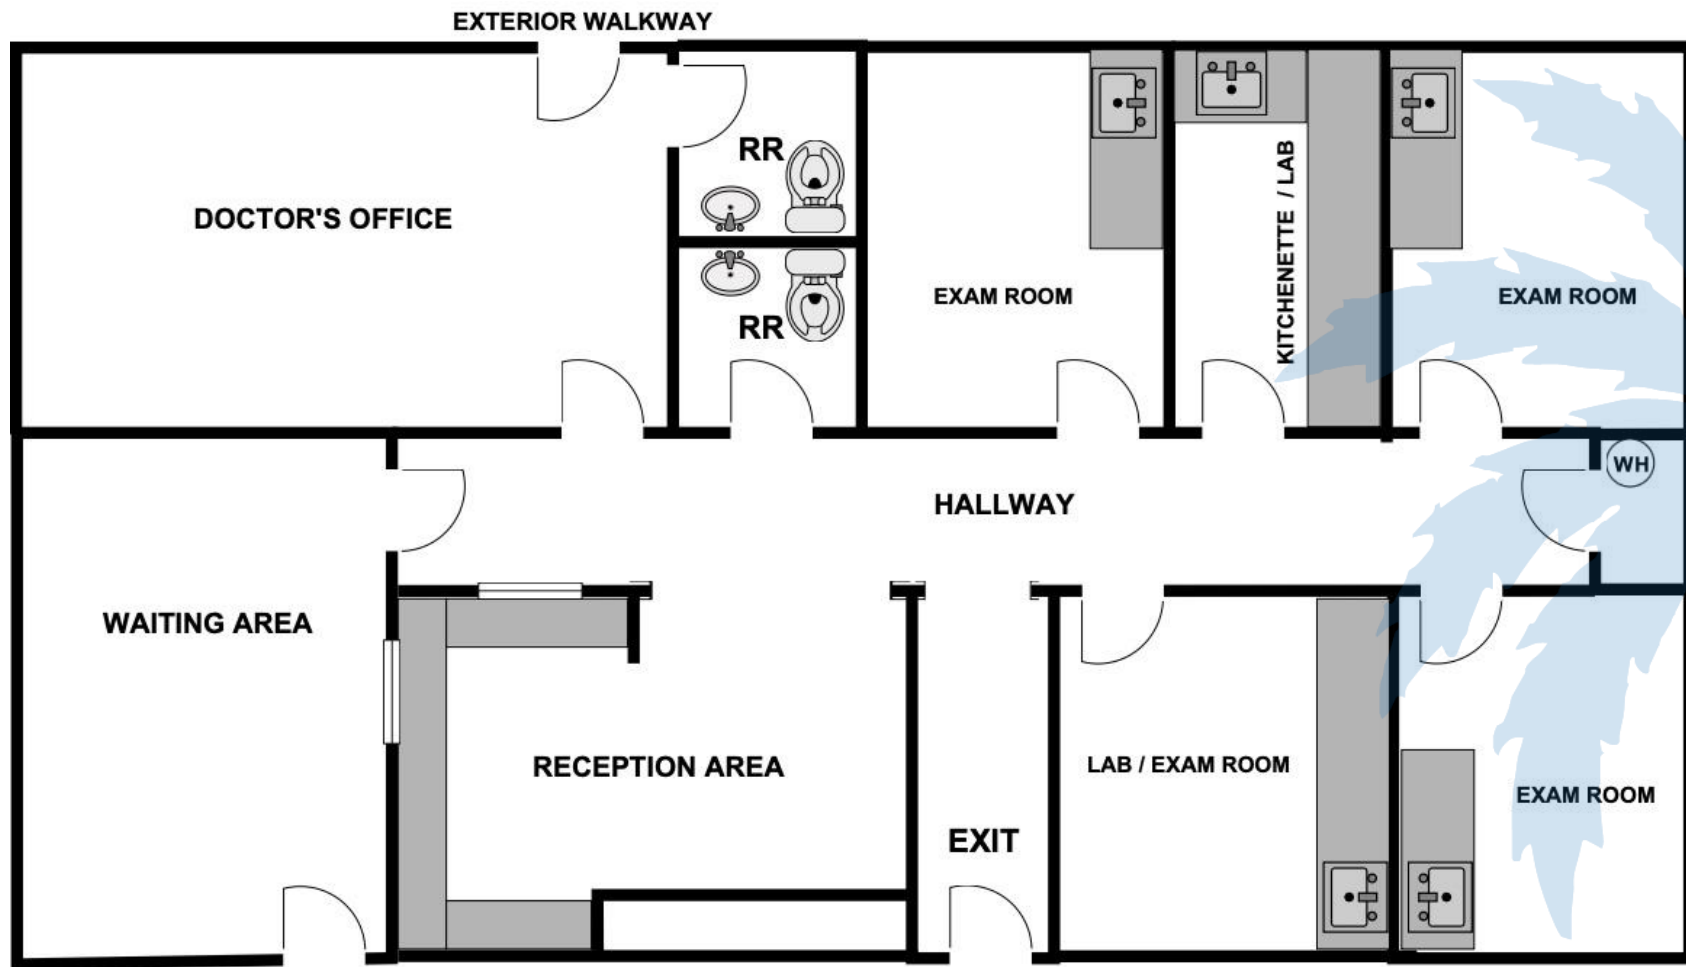 EXTERIOR WALKWAY
RR
DOCTOR'S OFFICE
KITCHENETTE / LAB
EXAM ROOM
EXAM ROOM
RR
WH
HALLWAY
WAITING AREA
RECEPTION AREA
LAB / EXAM ROOM
EXAM ROOM
EXIT